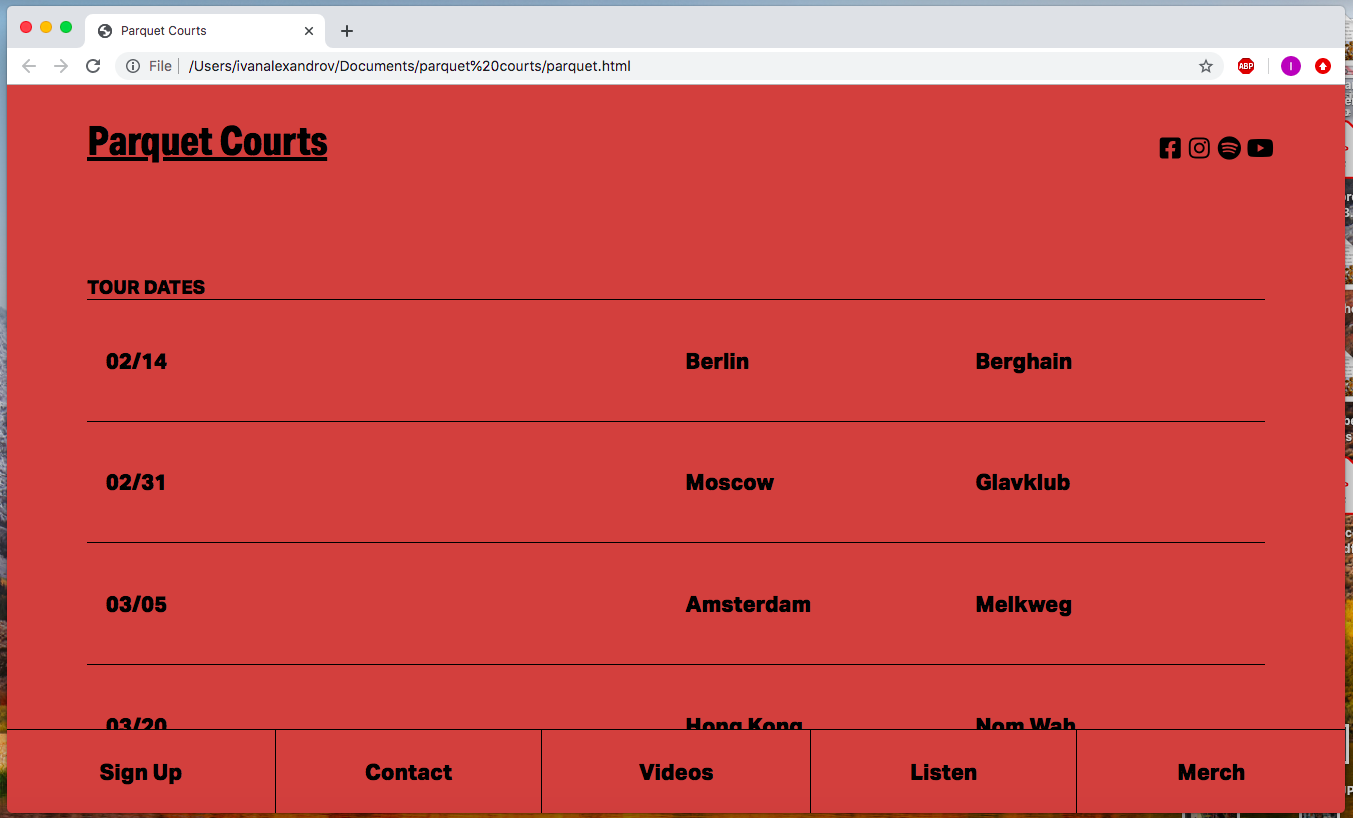 Parquet Courts
File /Users/ivanalexandrov/Documents/parquet%20courts/parquet.html
ABP
I
Parquet Courts
TOUR DATES
02/14 Berlin Berghain
02/31 Moscow Glavklub
03/05 Amsterdam Melkweg
03/20 Hong Kong Nom Wah
Sign Up Contact Videos Listen Merch